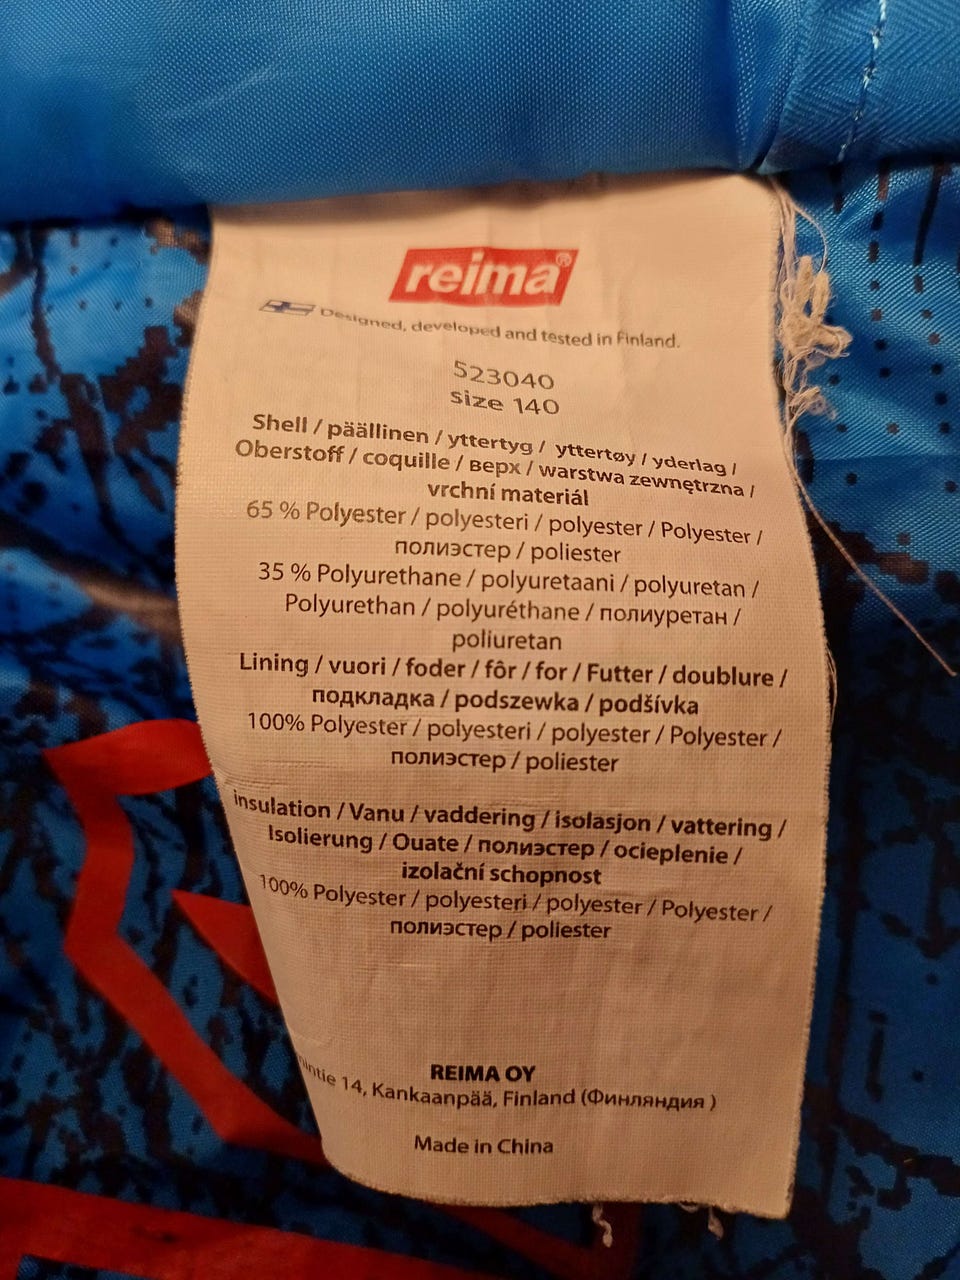 reima®
Designed, developed and tested in Finland.
523040
size 140
Shell / päällinen / yttertyg / yttertøy / yderlag /
Oberstoff / coquille / верх / warstwa zewnętrzna /
vrchní materiál
65 % Polyester / polyesteri / polyester / Polyester /
полиэстер / poliester
35 % Polyurethane / polyuretaani / polyuretan /
Polyurethan / polyuréthane / полиуретан /
poliuretan
Lining / vuori / foder / fôr / for / Futter / doublure /
подкладка / podszewka / podšívka
100% Polyester / polyesteri / polyester / Polyester /
полиэстер / poliester
insulation / Vanu / vaddering / isolasjon / vattering /
Isolierung / Ouate / полиэстер / ocieplenie /
izolační schopnost
100% Polyester / polyesteri / polyester / Polyester /
полиэстер / poliester
REIMA OY
14, Kankaanpää, Finland (Финляндия )
Made in China